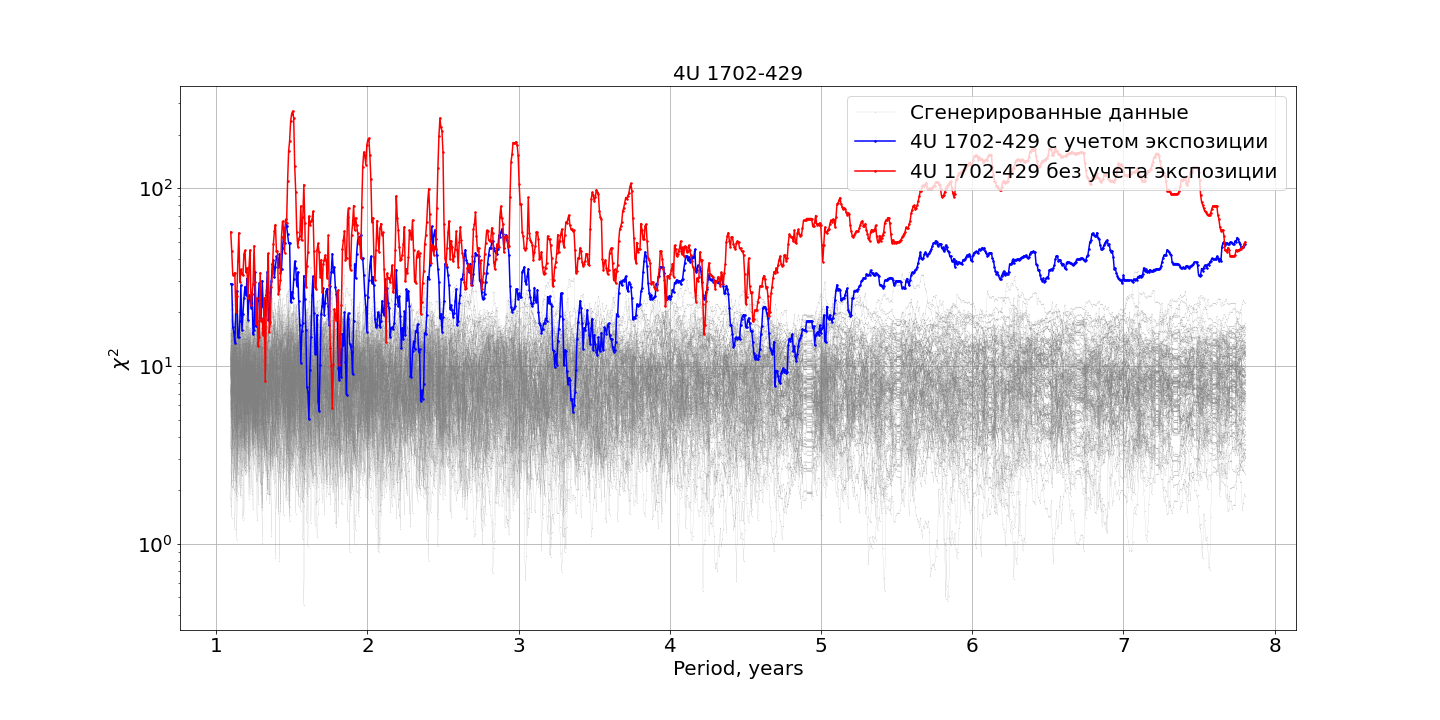 4U 1702-429
Сгенерированные данные
4U 1702-429 с учетом экспозиции
4U 1702-429 без учета экспозиции
χ²
10²
10¹
10⁰
1 2 3 4 5 6 7 8
Period, years